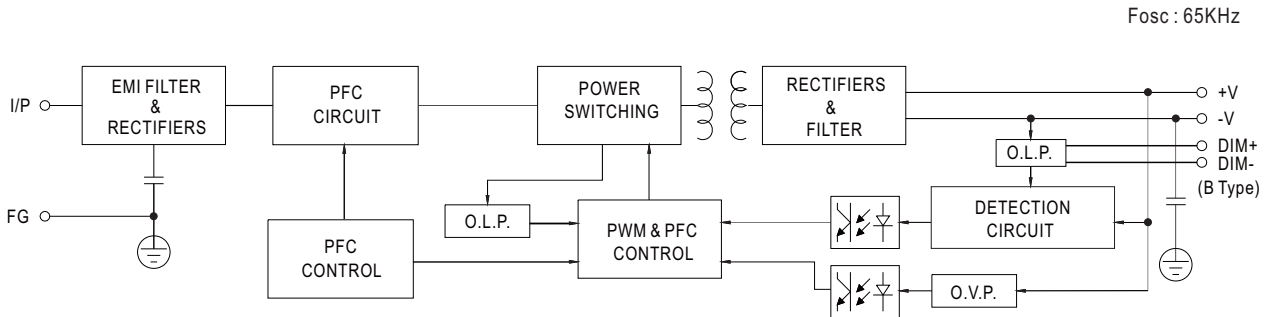 Fosc : 65KHz
I/P
EMI FILTER
&
RECTIFIERS
PFC
CIRCUIT
POWER
SWITCHING
RECTIFIERS
&
FILTER
+V
-V
DIM+
DIM-
(B Type)
O.L.P.
FG
O.L.P.
PFC
CONTROL
PWM & PFC
CONTROL
DETECTION
CIRCUIT
O.V.P.